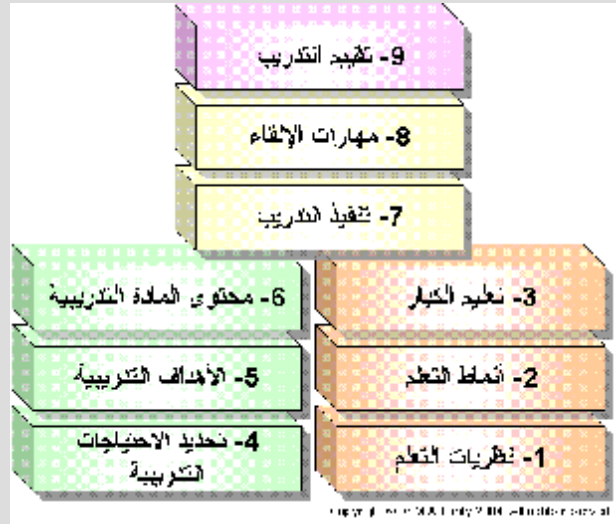 9- تقييم التدريب
8- مهارات الإلقاء
7- تنفيذ التدريب
6- محتوى المادة التدريبية
3- تعليم الكبار
5- الأهداف التدريبية
2- أنماط التعلم
4- تحديد الاحتياجات
التدريبية
1- نظريات التعلم